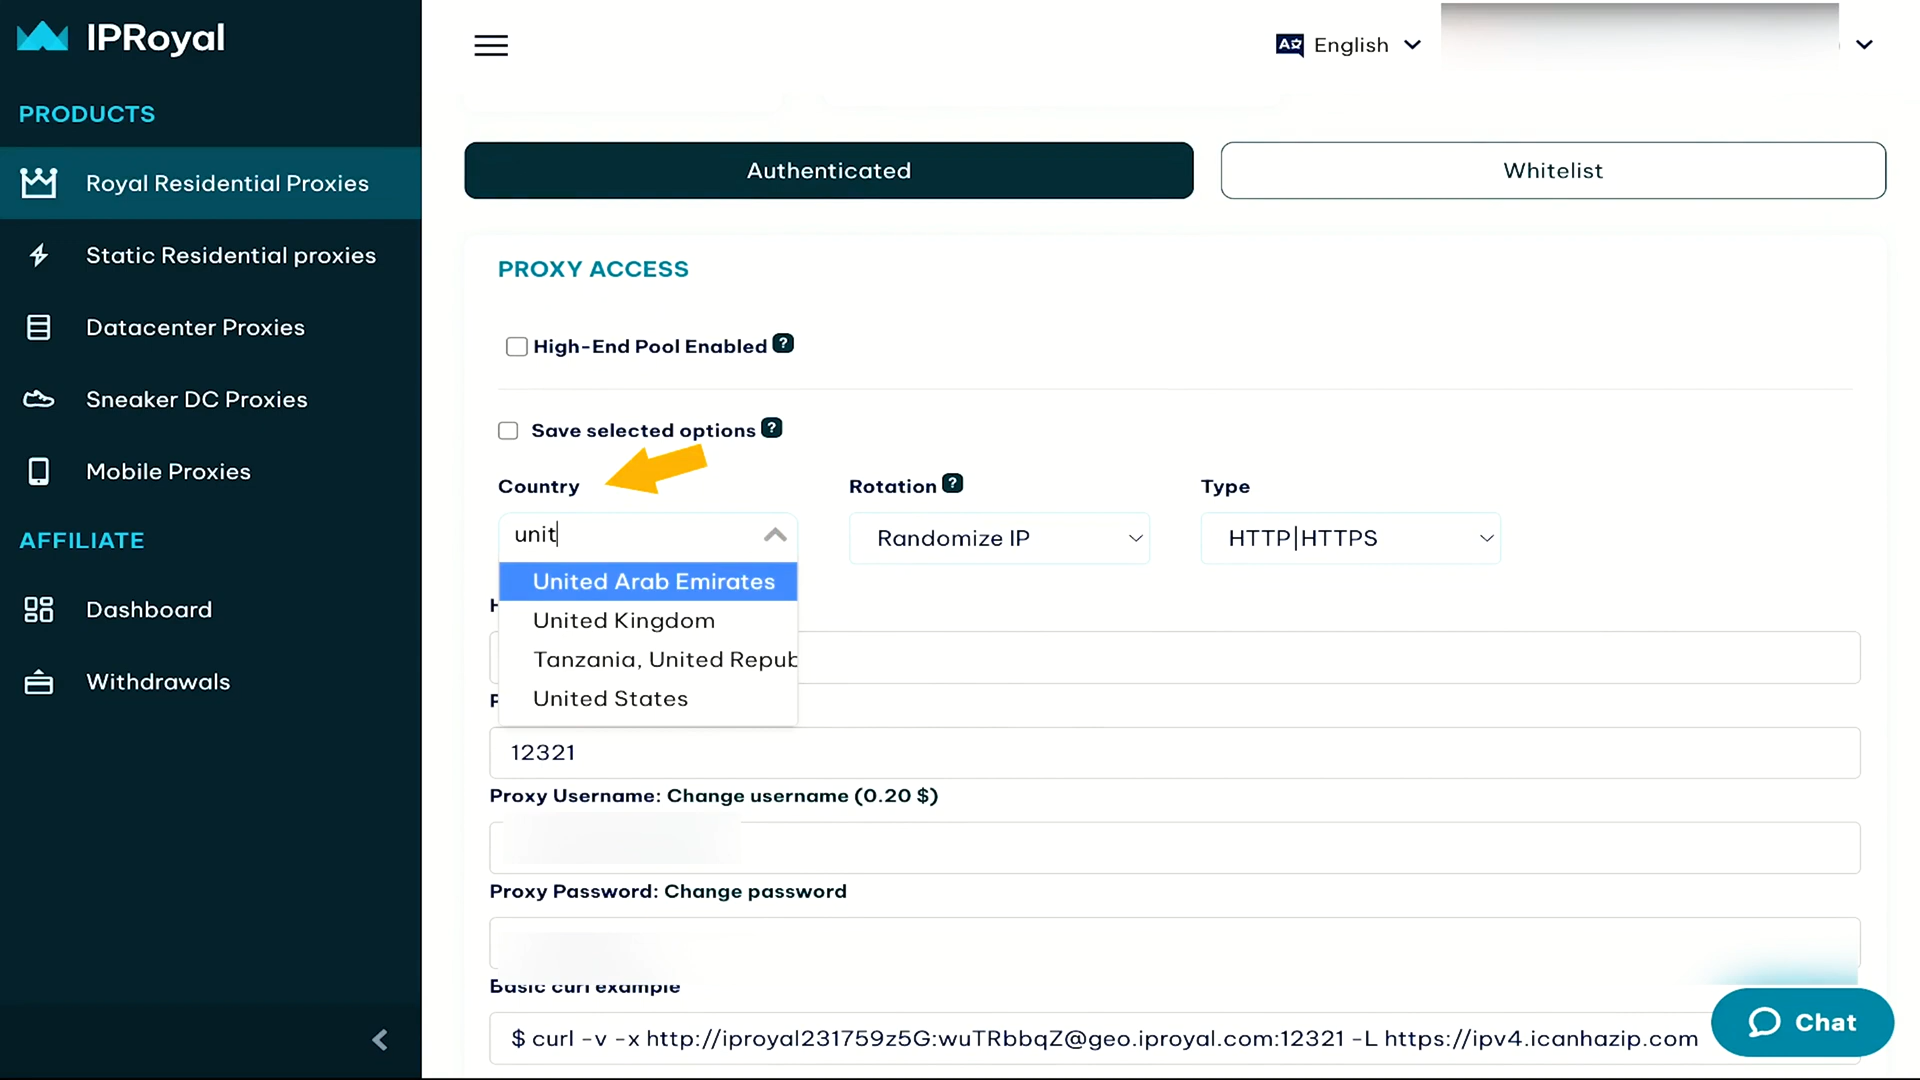 IPRoyal
English
PRODUCTS
Royal Residential Proxies
Static Residential proxies
Datacenter Proxies
Sneaker DC Proxies
Mobile Proxies
AFFILIATE
Dashboard
Withdrawals
Authenticated
Whitelist
PROXY ACCESS
High-End Pool Enabled ?
Save selected options ?
Country
Rotation ?
Type
unit
Randomize IP
HTTP|HTTPS
United Arab Emirates
United Kingdom
Tanzania, United Repub
United States
12321
Proxy Username: Change username (0.20 $)
Proxy Password: Change password
Basic curl example
$ curl -v -x http://iproyal231759z5G:wuTRbbqZ@geo.iproyal.com:12321 -L https://ipv4.icanhazip.com
Chat